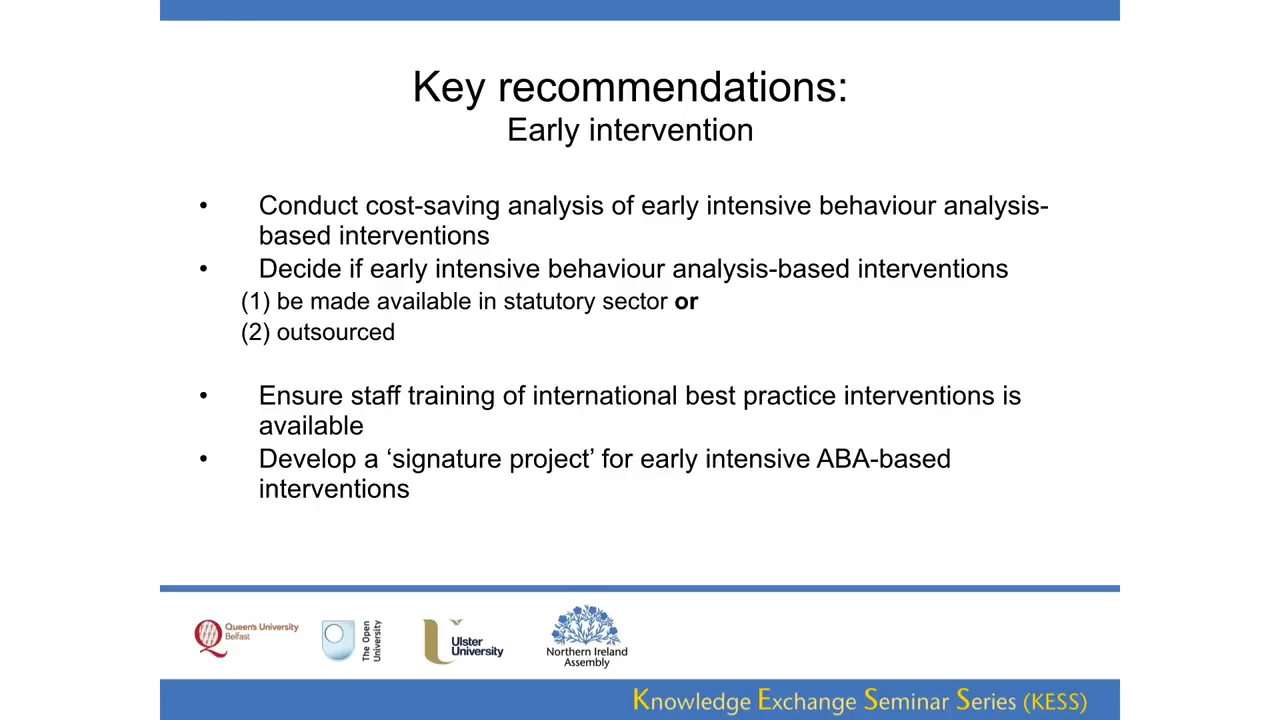 Key recommendations:
Early intervention
• Conduct cost-saving analysis of early intensive behaviour analysis-
based interventions
• Decide if early intensive behaviour analysis-based interventions
(1) be made available in statutory sector or
(2) outsourced
• Ensure staff training of international best practice interventions is
available
• Develop a ‘signature project’ for early intensive ABA-based
interventions
Queen's University
Belfast
The Open
University
Ulster
University
Northern Ireland
Assembly
Knowledge Exchange Seminar Series (KESS)